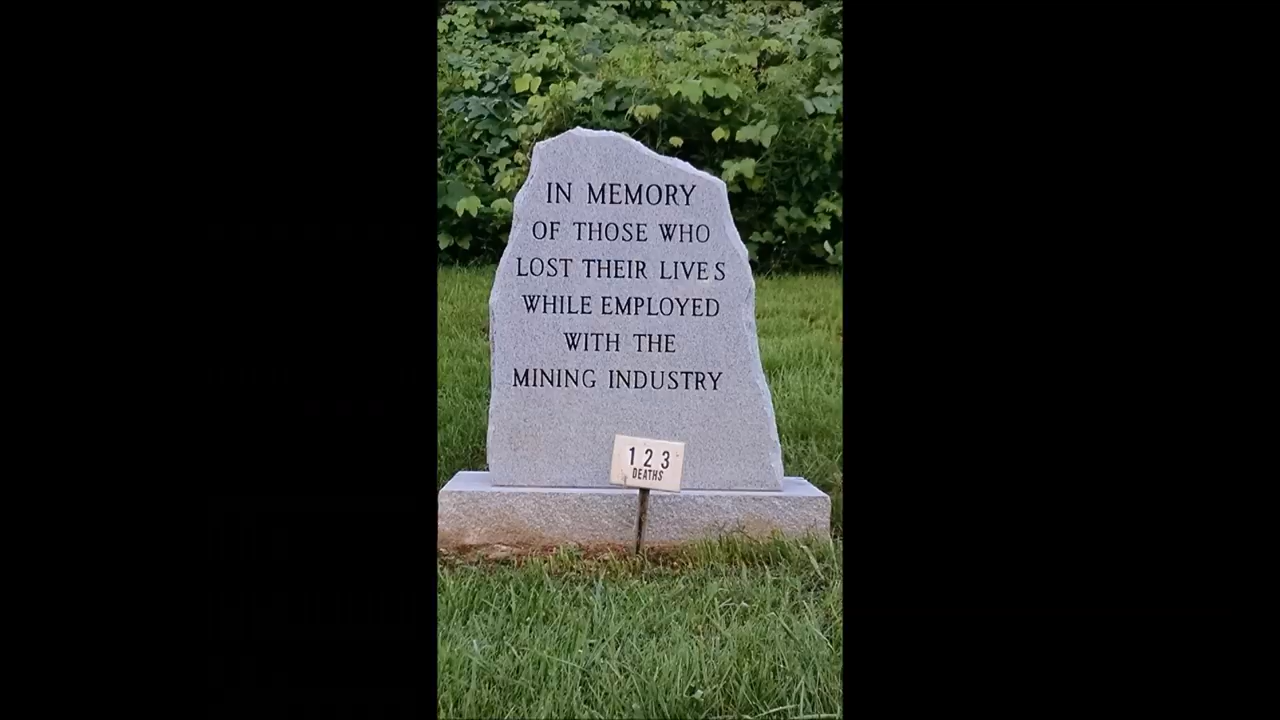 IN MEMORY
OF THOSE WHO
LOST THEIR LIVES
WHILE EMPLOYED
WITH THE
MINING INDUSTRY
123
DEATHS